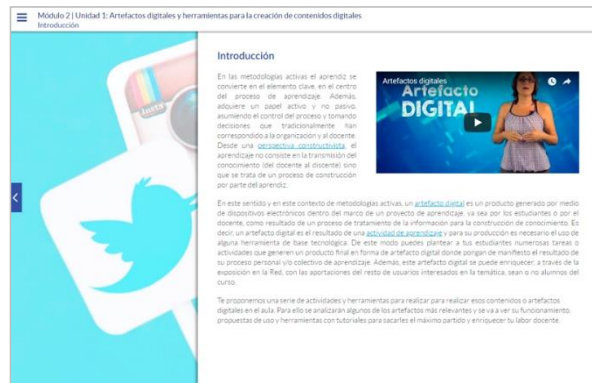 Módulo 2 | Unidad 1: Artefactos digitales y herramientas para la creación de contenidos digitales
Introducción
Introducción
En las metodologías activas el aprendiz se
convierte en el elemento clave, en el centro
del proceso de aprendizaje. Además,
adquiere un papel activo y no pasivo,
asumiendo el control del proceso y tomando
decisiones que tradicionalmente han
correspondido a la organización y al docente.
Desde una perspectiva constructivista, el
aprendizaje no consiste en la transmisión del
conocimiento (del docente al discente) sino
que se trata de un proceso de construcción
por parte del aprendiz.
Artefactos digitales
Artefacto
DIGITAL
En este sentido y en este contexto de metodologías activas, un artefacto digital es un producto generado por medio
de dispositivos electrónicos dentro del marco de un proyecto de aprendizaje, ya sea por los estudiantes o por el
docente, como resultado de un proceso de tratamiento de la información para la construcción de conocimiento. Es
decir, un artefacto digital es el resultado de una actividad de aprendizaje y para su producción es necesario el uso de
alguna herramienta de base tecnológica. De este modo puedes plantear a tus estudiantes numerosas tareas o
actividades que generen un producto final en forma de artefacto digital donde pongan de manifiesto el resultado de
su proceso personal y/o colectivo de aprendizaje. Además, este artefacto digital se puede enriquecer, a través de la
exposición en la Red, con las aportaciones del resto de usuarios interesados en la temática, sean o no alumnos del
curso.
Te proponemos una serie de actividades y herramientas para realizar para realizar esos contenidos o artefactos
digitales en el aula. Para ello se analizarán algunos de los artefactos más relevantes y se va a ver su funcionamiento,
propuestas de uso y herramientas con tutoriales para sacarles el máximo partido y enriquecer tu labor docente.